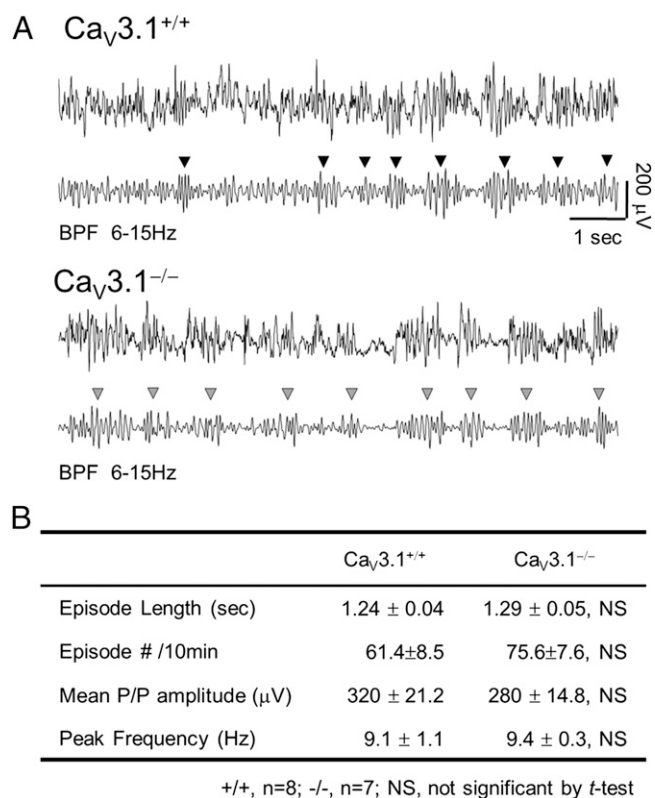 A CaV3.1+/+
200 μV
BPF 6-15Hz
1 sec
CaV3.1−/−
BPF 6-15Hz
B
CaV3.1+/+ CaV3.1−/−
Episode Length (sec) 1.24 ± 0.04 1.29 ± 0.05, NS
Episode # /10min 61.4±8.5 75.6±7.6, NS
Mean P/P amplitude (μV) 320 ± 21.2 280 ± 14.8, NS
Peak Frequency (Hz) 9.1 ± 1.1 9.4 ± 0.3, NS
+/+, n=8; -/-, n=7; NS, not significant by t-test